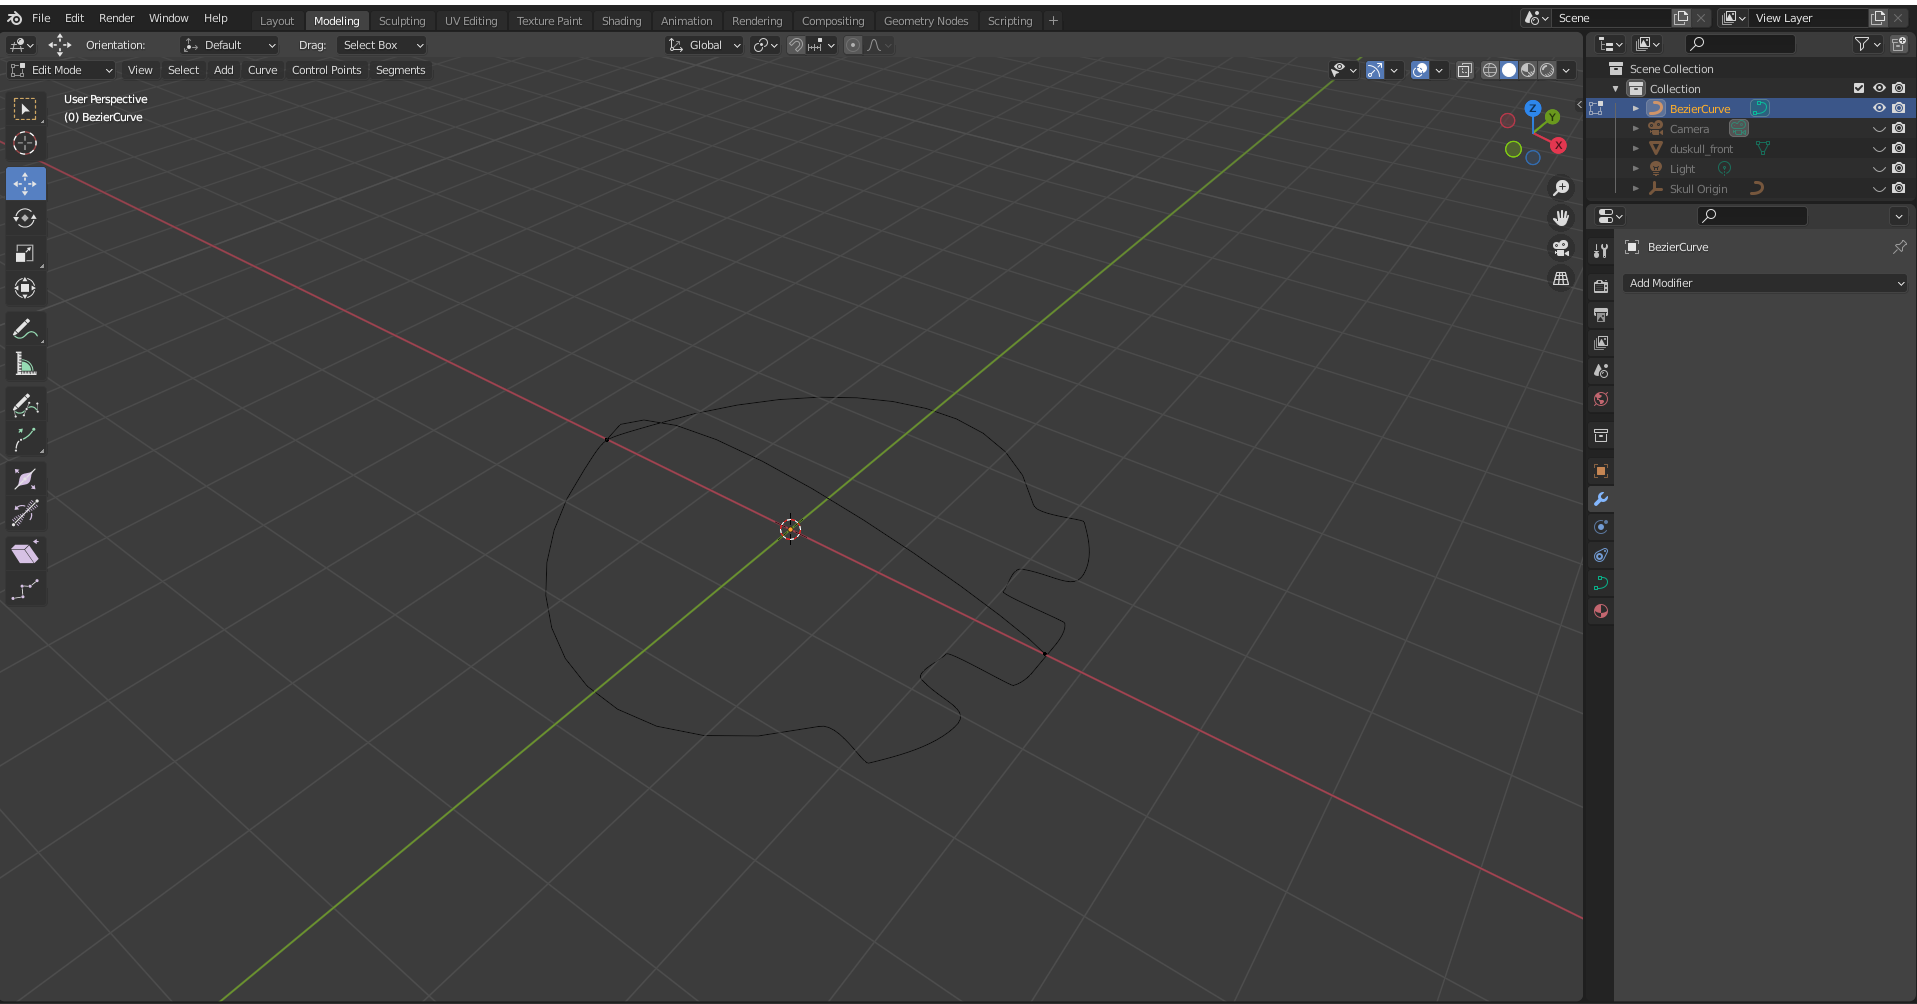 File Edit Render Window Help Layout Modeling Sculpting UV Editing Texture Paint Shading Animation Rendering Compositing Geometry Nodes Scripting + Scene View Layer
Orientation: Default Drag: Select Box Global
Edit Mode View Select Add Curve Control Points Segments
User Perspective
(0) BezierCurve
Z
Y
X
Scene Collection
Collection
BezierCurve
Camera
duskull_front
Light
Skull Origin
BezierCurve
Add Modifier